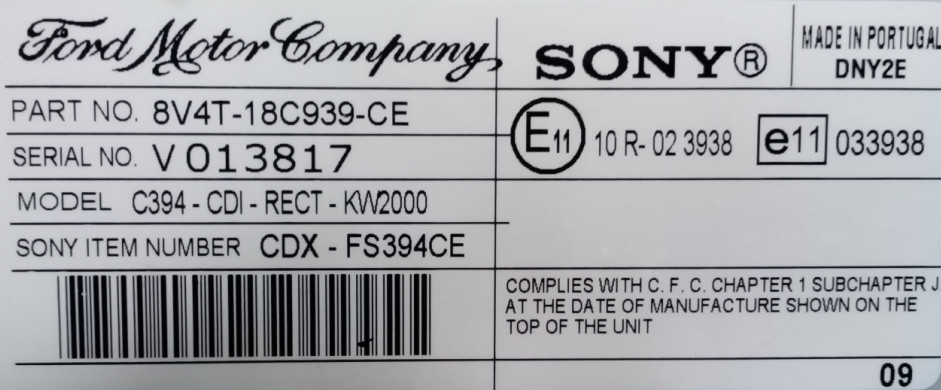 Ford Motor Company
SONY®
MADE IN PORTUGAL
DNY2E
PART NO. 8V4T-18C939-CE
SERIAL NO. V 013817
MODEL C394 - CDI - RECT - KW2000
SONY ITEM NUMBER CDX - FS394CE
E11 10 R- 02 3938 e11 033938
COMPLIES WITH C. F. C. CHAPTER 1 SUBCHAPTER J
AT THE DATE OF MANUFACTURE SHOWN ON THE
TOP OF THE UNIT
09